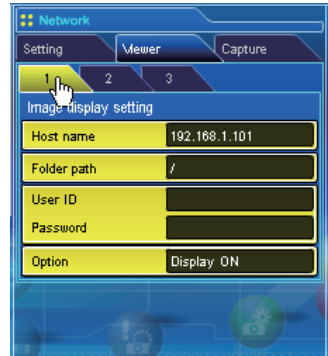 Network
Setting Viewer Capture
1 2 3
Image display setting
Host name 192.168.1.101
Folder path /
User ID
Password
Option Display ON